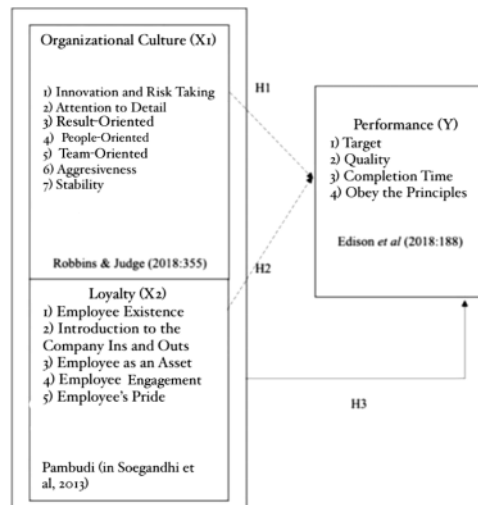 Organizational Culture (X1)
1) Innovation and Risk Taking
2) Attention to Detail
3) Result-Oriented
4) People-Oriented
5) Team-Oriented
6) Aggresiveness
7) Stability
Robbins & Judge (2018:355)
Loyalty (X2)
1) Employee Existence
2) Introduction to the
Company Ins and Outs
3) Employee as an Asset
4) Employee Engagement
5) Employee's Pride
Pambudi (in Soegandhi et
al, 2013)
H1
H2
H3
Performance (Y)
1) Target
2) Quality
3) Completion Time
4) Obey the Principles
Edison et al (2018:188)